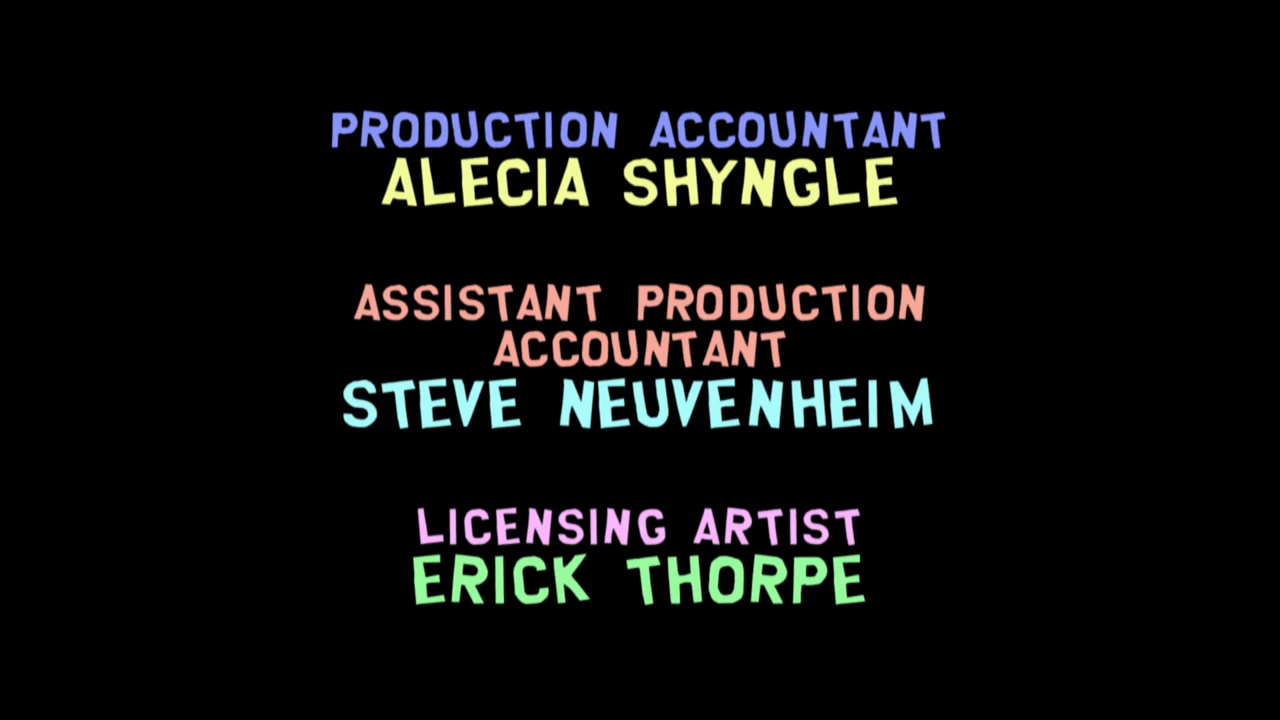 PRODUCTION ACCOUNTANT
ALECIA SHYNGLE
ASSISTANT PRODUCTION
ACCOUNTANT
STEVE NEUVENHEIM
LICENSING ARTIST
ERICK THORPE